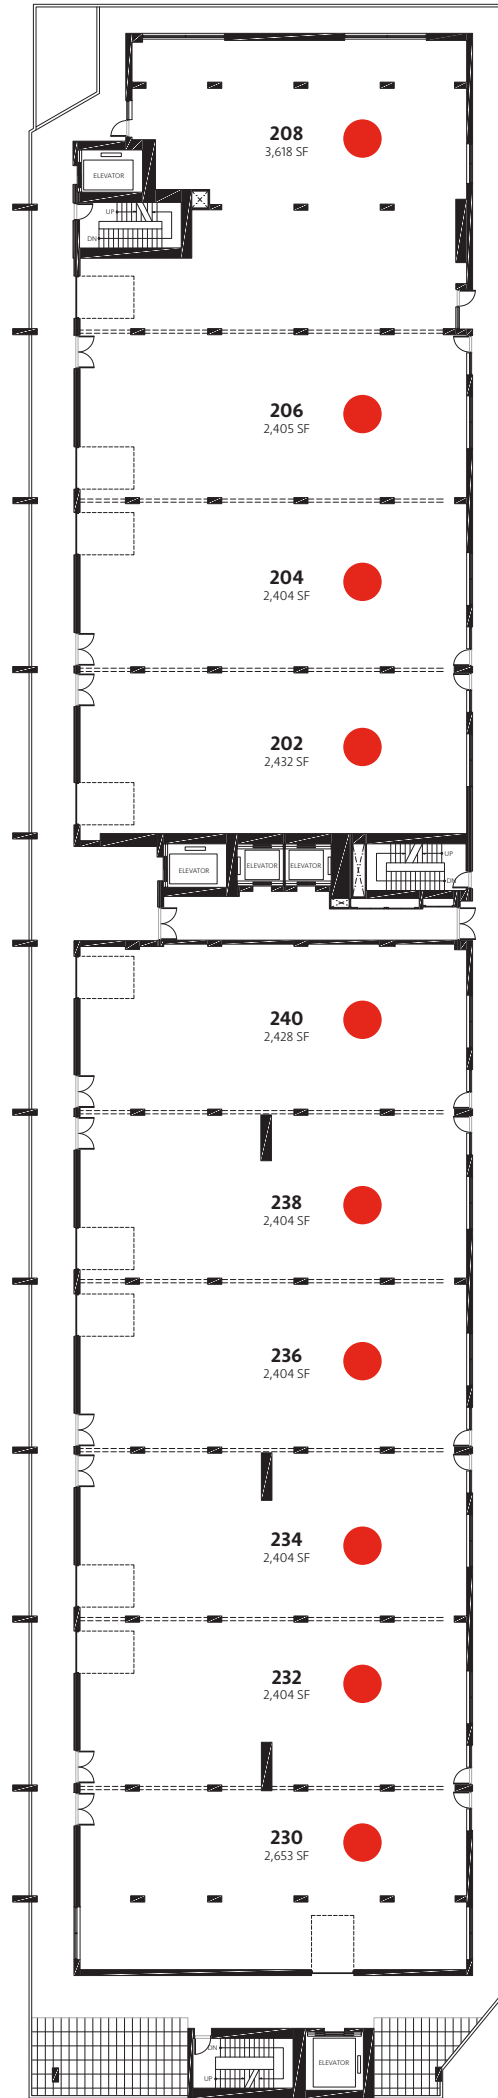 208
3,618 SF
ELEVATOR
UP
DN
206
2,405 SF
204
2,404 SF
202
2,432 SF
ELEVATOR
ELEVATOR
ELEVATOR
UP
DN
240
2,428 SF
238
2,404 SF
236
2,404 SF
234
2,404 SF
232
2,404 SF
230
2,653 SF
DN
ELEVATOR
UP